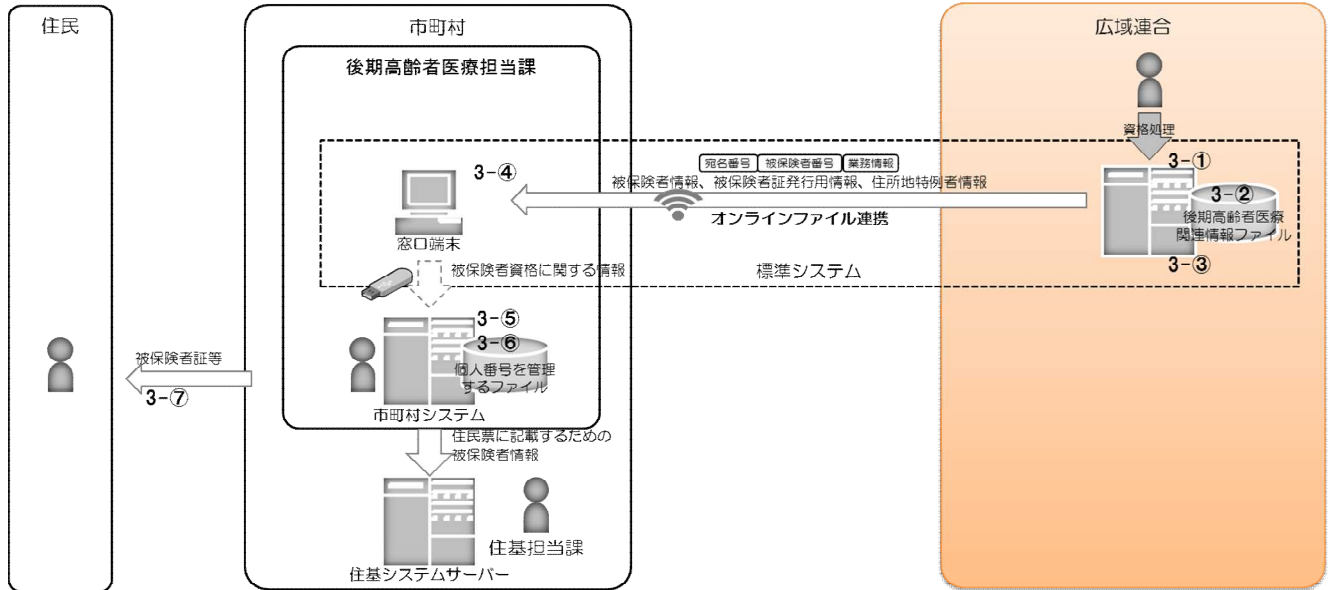 住民
市町村
広域連合
後期高齢者医療担当課
資格処理
宛名番号 被保険者番号 業務情報
被保険者情報、被保険者証発行用情報、住所地特例者情報
オンラインファイル連携
3-①
3-②
後期高齢者医療
関連情報ファイル
3-③
3-④
窓口端末
標準システム
被保険者資格に関する情報
3-⑤
3-⑥
個人番号を管理
するファイル
市町村システム
被保険者証等
3-⑦
住民票に記載するための
被保険者情報
住基担当課
住基システムサーバー